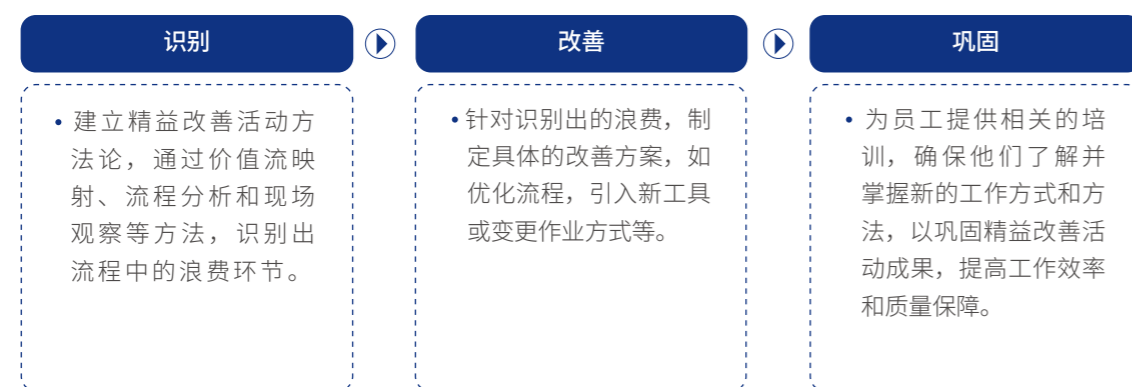 识别
• 建立精益改善活动方
法论，通过价值流映
射、流程分析和现场
观察等方法，识别出
流程中的浪费环节。
改善
• 针对识别出的浪费，制
定具体的改善方案，如
优化流程，引入新工具
或变更作业方式等。
巩固
• 为员工提供相关的培
训，确保他们了解并
掌握新的工作方式和方
法，以巩固精益改善活
动成果，提高工作效率
和质量保障。